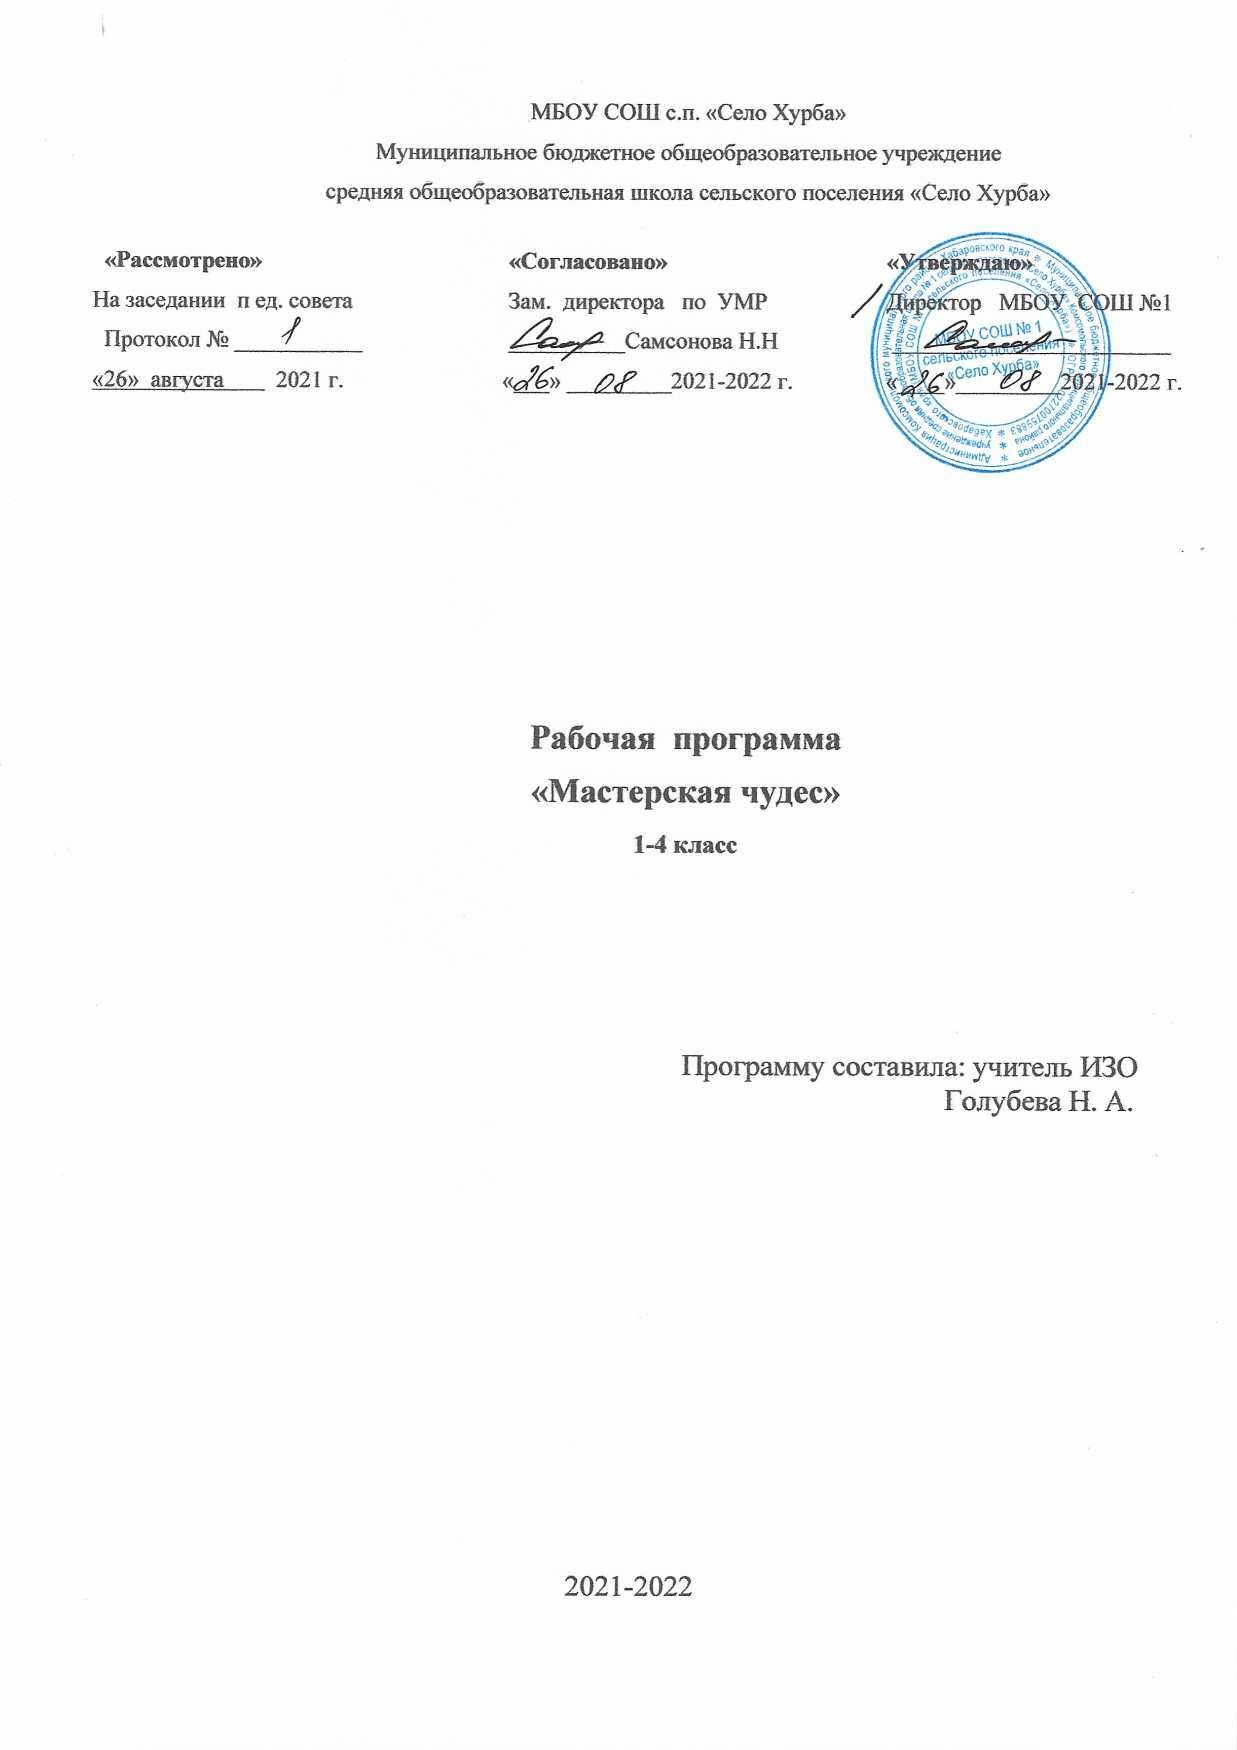 МБОУ СОШ с.п. «Село Хурба»
Муниципальное бюджетное общеобразовательное учреждение
средняя общеобразовательная школа сельского поселения «Село Хурба»
«Рассмотрено»
На заседании п ед. совета
Протокол № 1
«26» августа 2021 г.
«Согласовано»
Зам. директора по УМР
Самсонова Н.Н
«26» 08 2021-2022 г.
«Утверждаю»
Директор МБОУ СОШ №1
«26» 08 2021-2022 г.
МБОУ СОШ № 1
сельского поселения
«Село Хурба»
Рабочая программа
«Мастерская чудес»
1-4 класс
Программу составила: учитель ИЗО
Голубева Н. А.
2021-2022